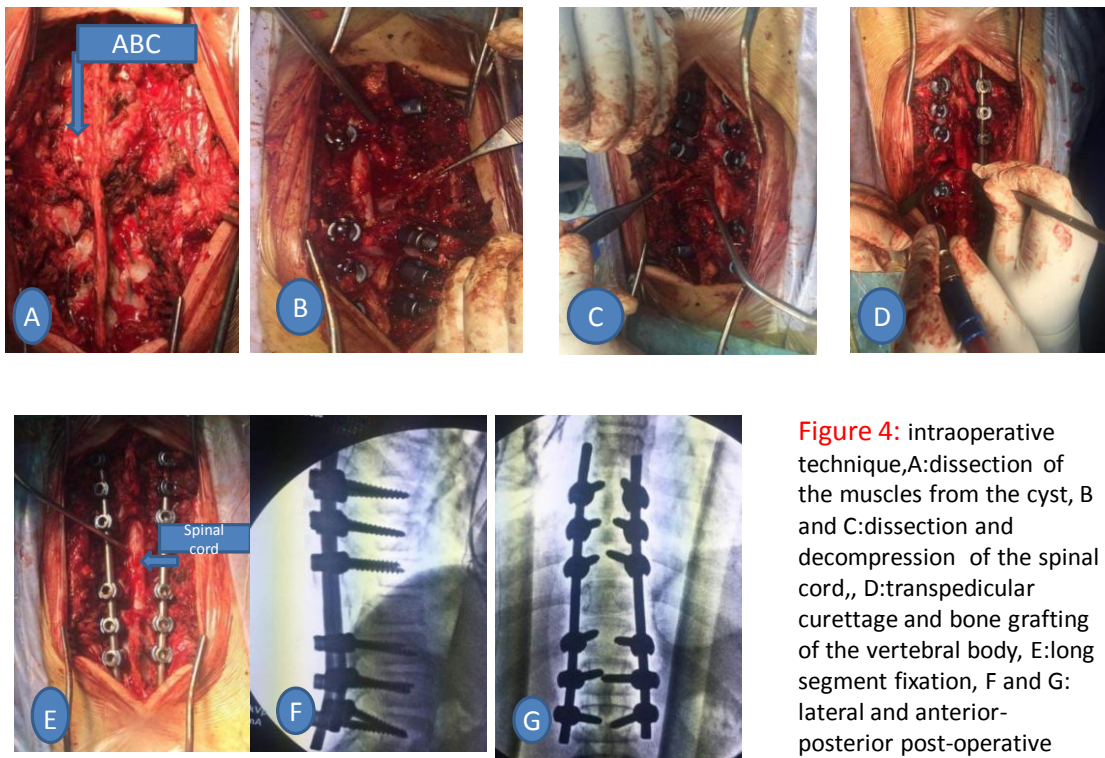 ABC
A
B
C
D
Spinal
cord
E
F
G
Figure 4: intraoperative
technique,A:dissection of
the muscles from the cyst, B
and C:dissection and
decompression of the spinal
cord,, D:transpedicular
curettage and bone grafting
of the vertebral body, E:long
segment fixation, F and G:
lateral and anterior-
posterior post-operative